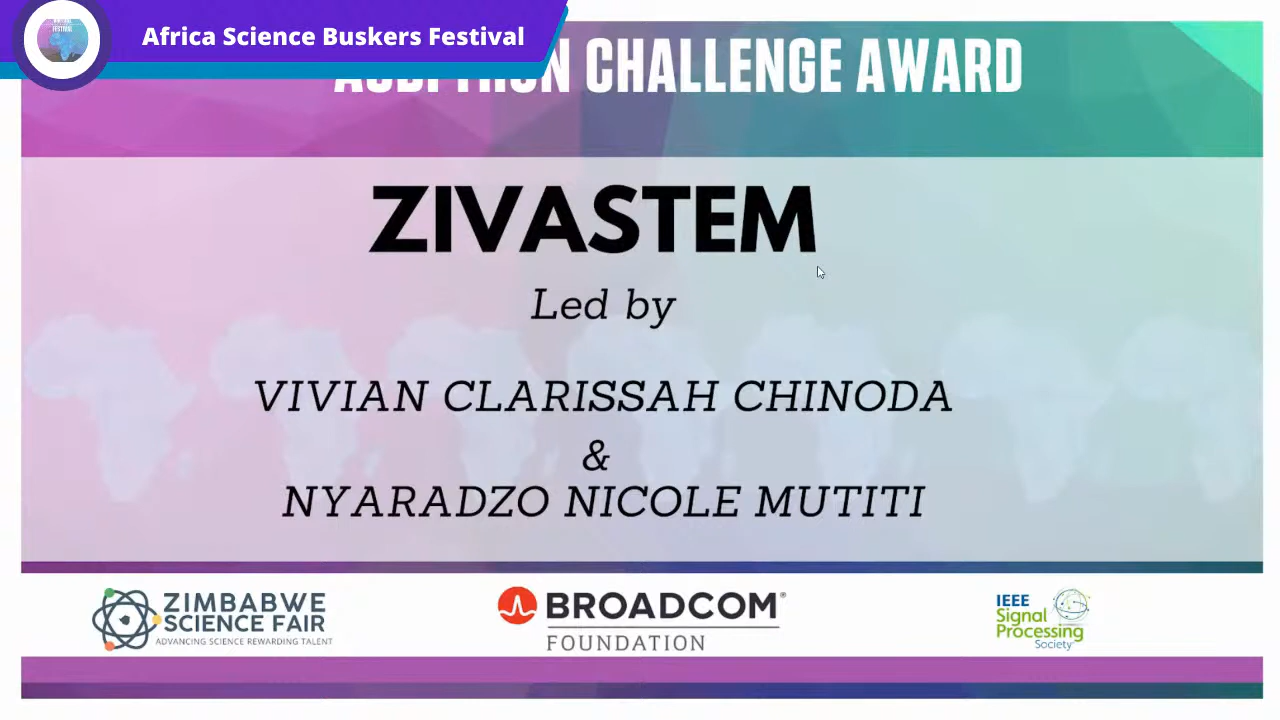 Africa Science Buskers Festival
CHALLENGE AWARD
ZIVASTEM
Led by
VIVIAN CLARISSAH CHINODA
&
NYARADZO NICOLE MUTITI
ZIMBABWE
SCIENCE FAIR
ADVANCING SCIENCE REWARDING TALENT
BROADCOM®
FOUNDATION
IEEE
Signal
Processing
Society